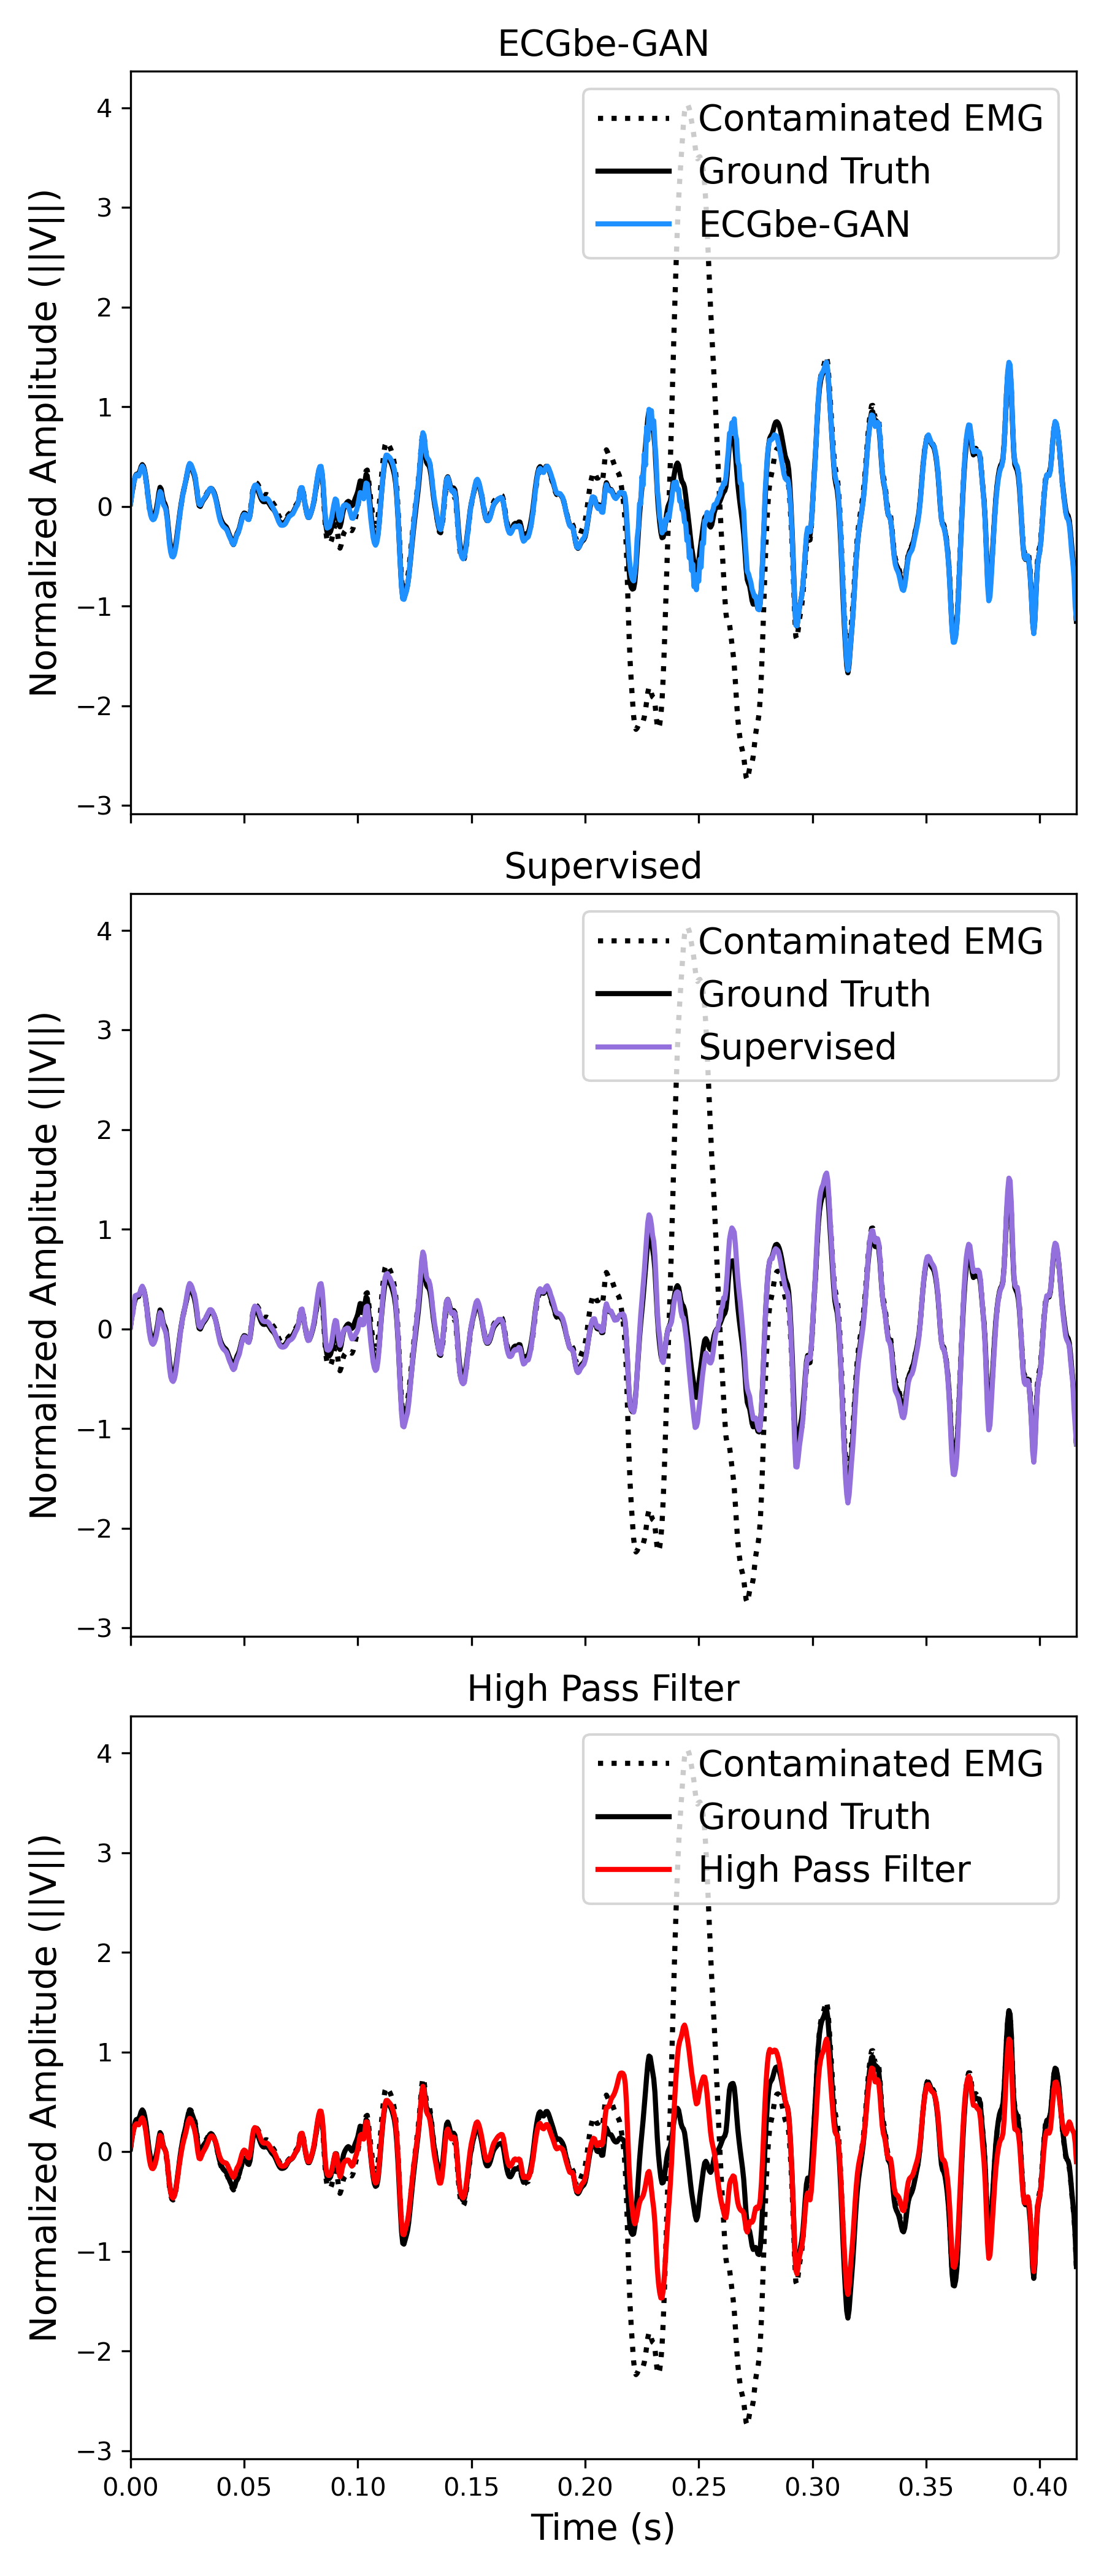 ECGbe-GAN
4
3
2
1
0
−1
−2
−3
Normalized Amplitude (||V||)
Contaminated EMG
Ground Truth
ECGbe-GAN
Supervised
4
3
2
1
0
−1
−2
−3
Normalized Amplitude (||V||)
Contaminated EMG
Ground Truth
Supervised
High Pass Filter
4
3
2
1
0
−1
−2
−3
Normalized Amplitude (||V||)
Contaminated EMG
Ground Truth
High Pass Filter
0.00 0.05 0.10 0.15 0.20 0.25 0.30 0.35 0.40
Time (s)